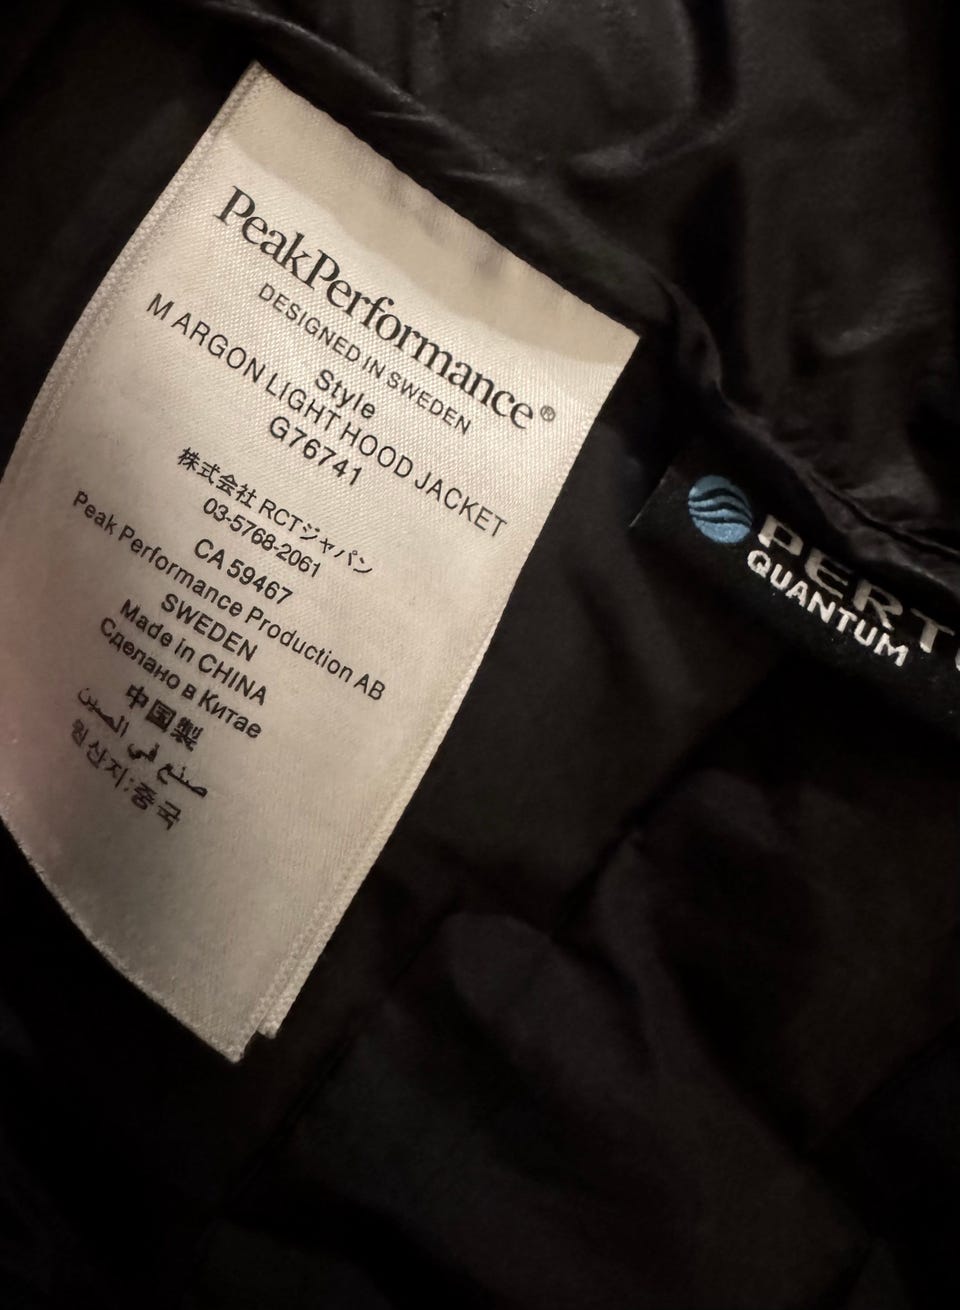 PeakPerformance®
DESIGNED IN SWEDEN
Style
M ARGON LIGHT HOOD JACKET
G76741
株式会社 RCTジャパン
03-5768-2061
CA 59467
Peak Performance Production AB
SWEDEN
Made in CHINA
Сделано в Китае
中国製
صنع في الصين
원산지:중국
PERT
QUANTUM